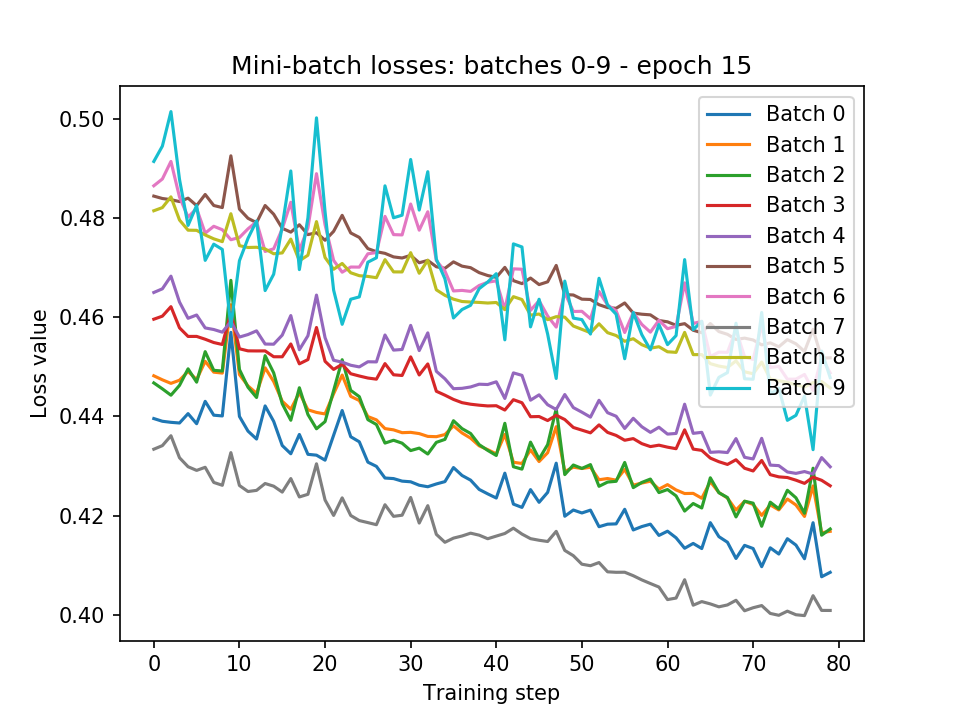 Mini-batch losses: batches 0-9 - epoch 15
0.50
0.48
0.46
0.44
0.42
0.40
Loss value
Batch 0
Batch 1
Batch 2
Batch 3
Batch 4
Batch 5
Batch 6
Batch 7
Batch 8
Batch 9
0 10 20 30 40 50 60 70 80
Training step